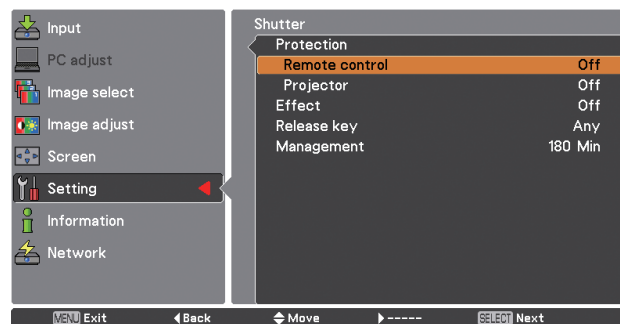 Input
PC adjust
Image select
Image adjust
Screen
Setting
Information
Network
Shutter
Protection
Remote control Off
Projector Off
Effect Off
Release key Any
Management 180 Min
MENU Exit Back Move ----- SELECT Next